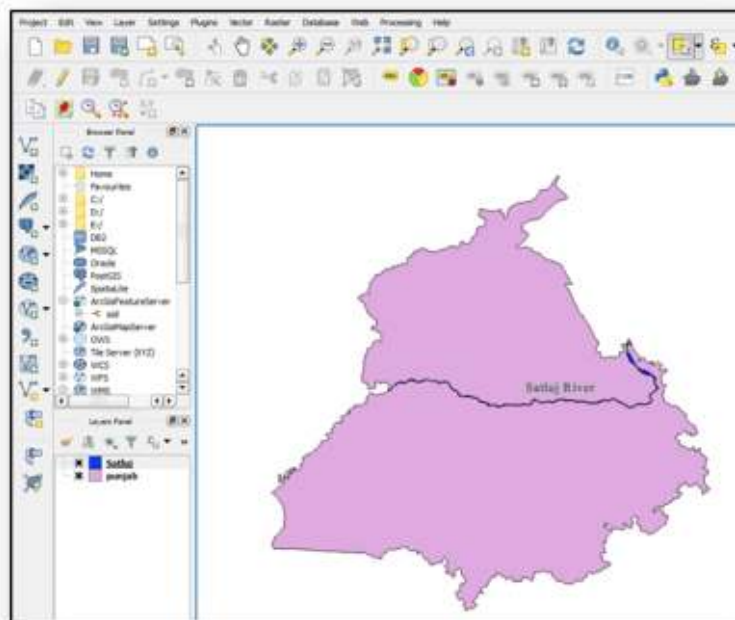 Project Edit View Layer Settings Plugins Vector Raster Database Web Processing Help
Browser Panel
Home
Favourites
C:/
D:/
E:/
DB2
MSSQL
Oracle
PostGIS
SpatiaLite
ArcGisFeatureServer
ArcGisMapServer
OWS
Tile Server (XYZ)
WCS
WFS
WMS
Layers Panel
Satluj
punjab
Satluj River